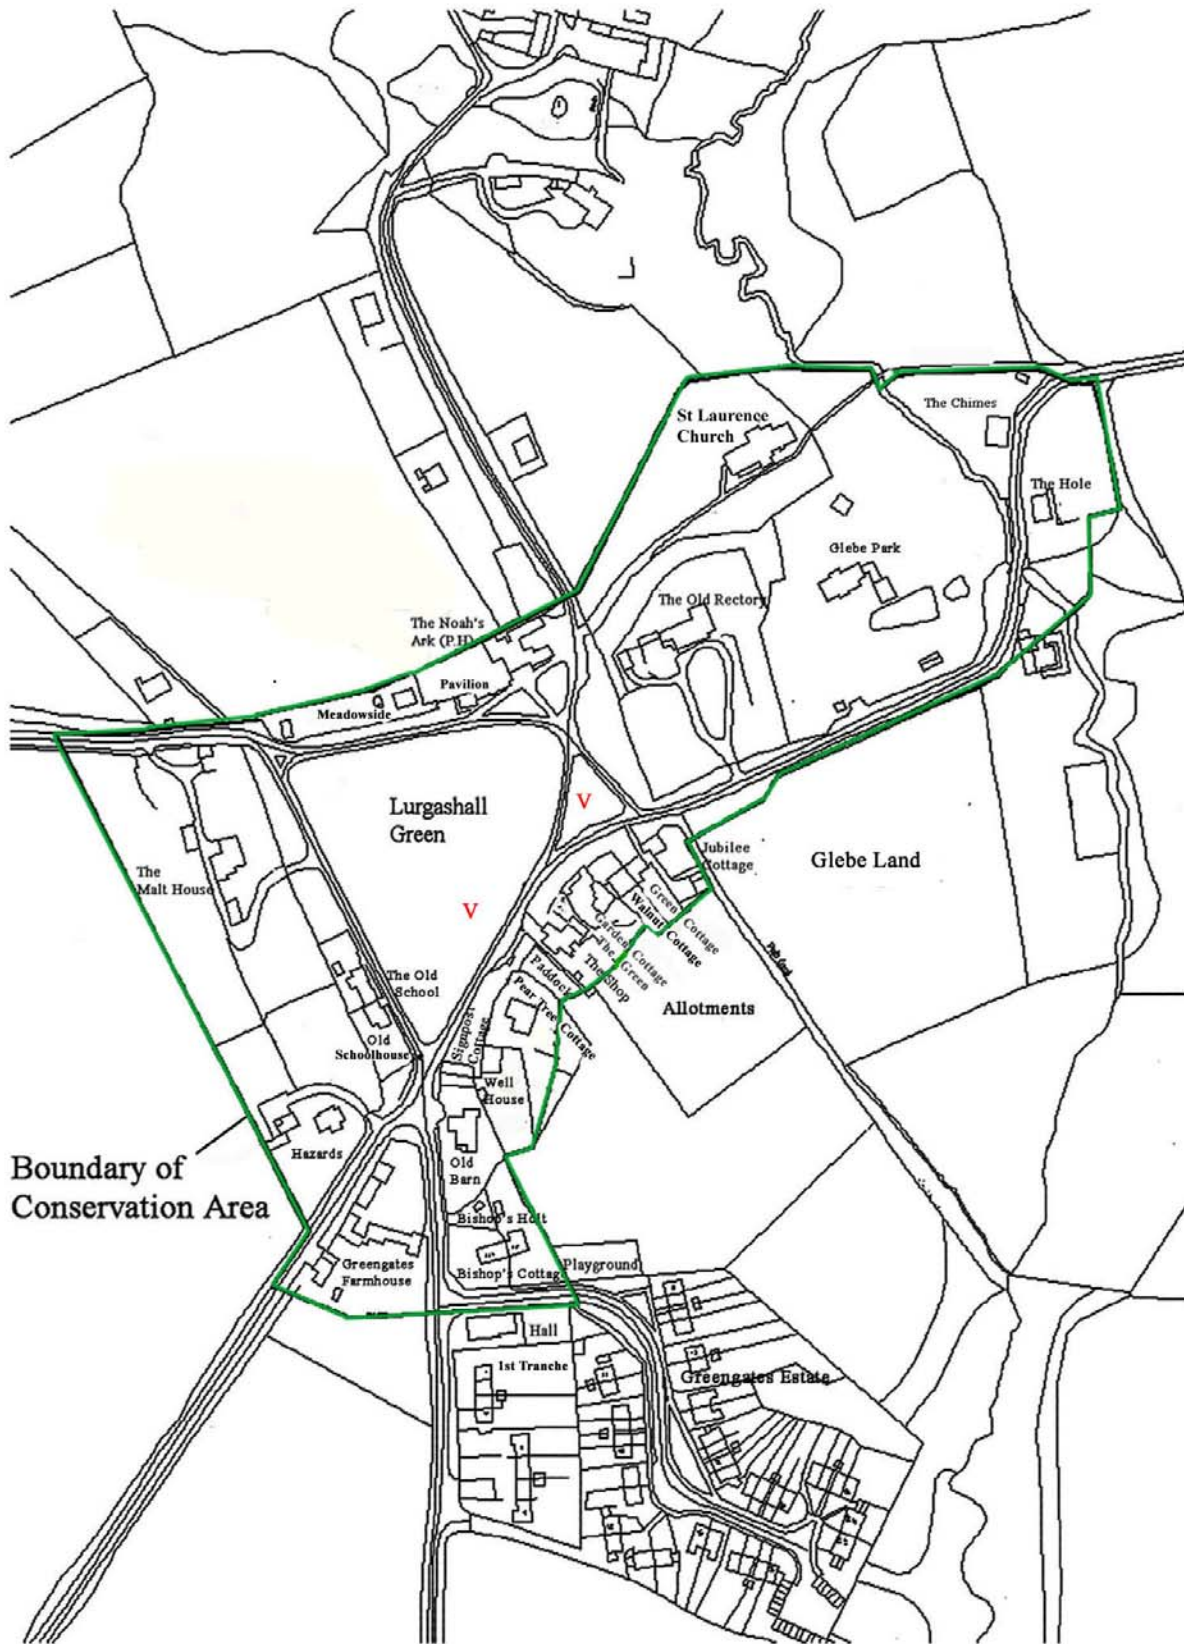 St Laurence
Church
The Chimes
The Hole
Glebe Park
The Old Rectory
The Noah's
Ark (P.H)
Pavilion
Meadowside
Lurgashall
Green
V
V
Jubilee
Cottage
Glebe Land
The
Malt House
Green Cottage
Walnut Cottage
Garden Cottage
The Green
The Shop
Paddock
Pear Tree Cottage
Allotments
The Old
School
Signpost
Cottage
Old
Schoolhouse
Well
House
Hazards
Old
Barn
Boundary of
Conservation Area
Bishop's Holt
Greengates
Farmhouse
Bishop's Cottage
Playground
Hall
1st Tranche
Greengates Estate